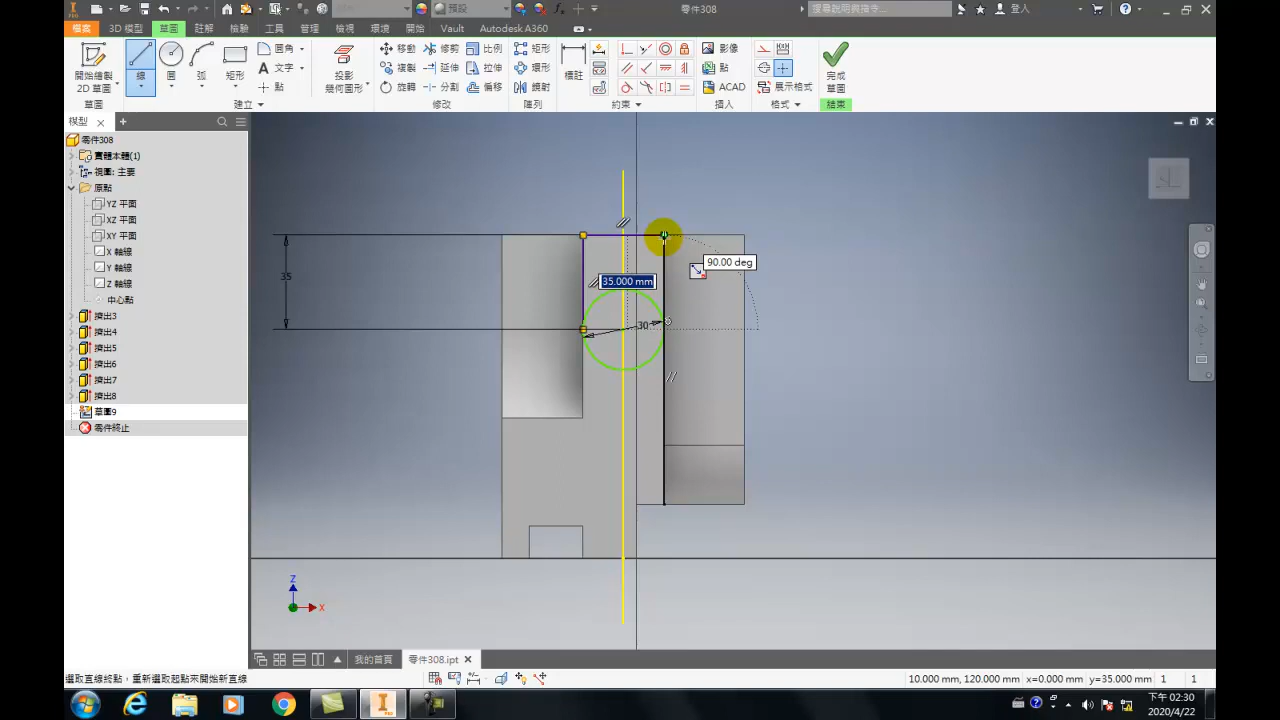 預設
零件308
搜尋說明與指令...
登入
檔案 3D 模型 草圖 註解 檢驗 工具 管理 檢視 環境 開始 Vault Autodesk A360
開始繪製
2D 草圖
線
圓
弧
矩形
圓角
文字
點
投影
幾何圖形
移動
複製
旋轉
修剪
延伸
分割
比例
拉伸
偏移
矩形
環形
鏡射
標註
影像
點
ACAD
展示格式
完成
草圖
草圖
建立
修改
陣列
約束
插入
格式
結束
模型
零件308
實體本體(1)
視圖: 主要
原點
YZ 平面
XZ 平面
XY 平面
X 軸線
Y 軸線
Z 軸線
中心點
擠出3
擠出4
擠出5
擠出6
擠出7
擠出8
草圖9
零件終止
90.00 deg
35.000 mm
35
30
Z
X
我的首頁
零件308.ipt
選取直線終點，重新選取起點來開始新直線
10.000 mm, 120.000 mm
x=0.000 mm
y=35.000 mm
1
1
下午 02:30
2020/4/22